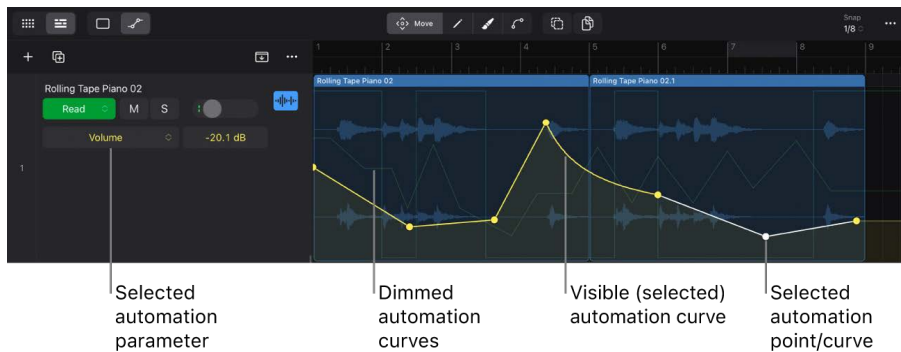 Move
Snap
1/8
1 2 3 4 5 6 7 8 9
Rolling Tape Piano 02
Rolling Tape Piano 02.1
Rolling Tape Piano 02
Read M S
Volume -20.1 dB
1
Selected
automation
parameter
Dimmed
automation
curves
Visible (selected)
automation curve
Selected
automation
point/curve